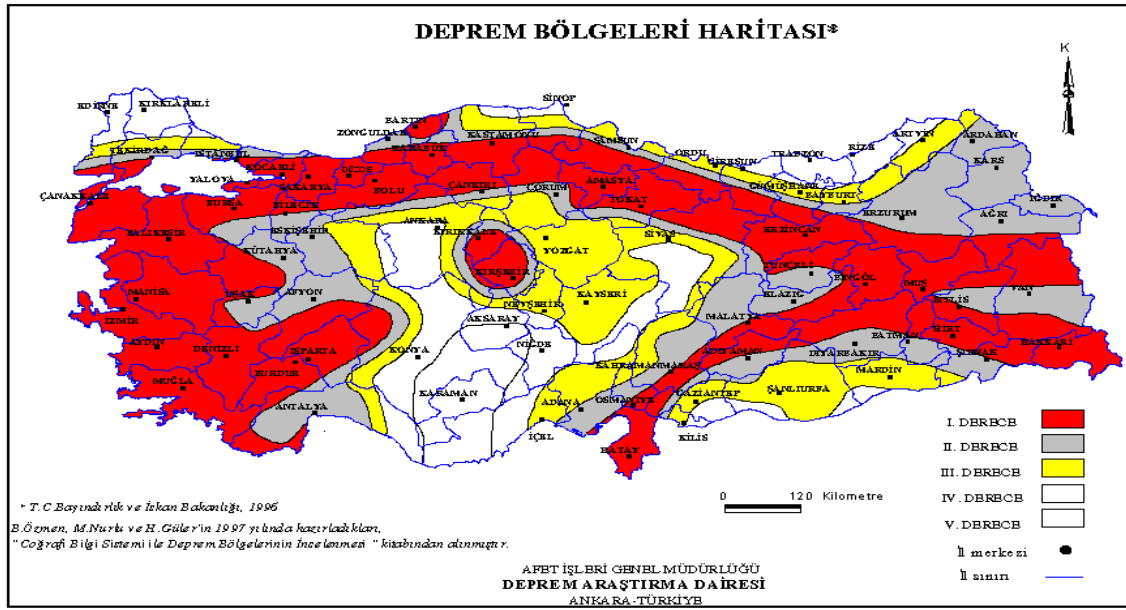 DEPREM BÖLGELERİ HARİTASI*
K
SİNOP
EDİRNE
KIRKLARELİ
BARTIN
ZONGULDAK
KASTAMONU
KARABUK
SAMSUN
ORDU
GİRESUN
TRABZON
RİZE
ARTVİN
ARDAHAN
KARS
TEKİRDAĞ
İSTANBUL
KOCAELİ
YALOVA
SAKARYA
BOLU
ÇANKIRI
ÇORUM
AMASYA
TOKAT
GÜMÜŞHANE
BAYBURT
ERZURUM
AĞRI
IĞDIR
ÇANAKKALE
BURSA
BİLECİK
ANKARA
KIRIKKALE
YOZGAT
SİVAS
ERZİNCAN
BALIKESİR
ESKİŞEHİR
KÜTAHYA
KIRŞEHİR
TUNCELİ
BİNGÖL
MUŞ
VAN
MANİSA
UŞAK
AFYON
NEVŞEHİR
KAYSERİ
ELAZIĞ
BİTLİS
İZMİR
AKSARAY
MALATYA
SİİRT
AYDIN
DENİZLİ
ISPARTA
KONYA
NİĞDE
ADIYAMAN
DİYARBAKIR
BATMAN
ŞIRNAK
HAKKARİ
BURDUR
KAHRAMANMARAŞ
MARDİN
MUĞLA
KARAMAN
ŞANLIURFA
ANTALYA
ADANA
OSMANİYE
GAZİANTEP
İÇEL
KİLİS
HATAY
I. DERECE
II. DERECE
III. DERECE
IV. DERECE
V. DERECE
İl merkezi
İl sınırı
0 120 Kilometre
* T.C Bayındırlık ve İskan Bakanlığı, 1996
B.Özmen, M.Nurlu ve H.Güler'in 1997 yılında hazırladıkları,
"Coğrafi Bilgi Sistemi ile Deprem Bölgelerinin İncelenmesi" kitabından alınmıştır.
AFET İŞLERİ GENEL MÜDÜRLÜĞÜ
DEPREM ARAŞTIRMA DAİRESİ
ANKARA-TÜRKİYE